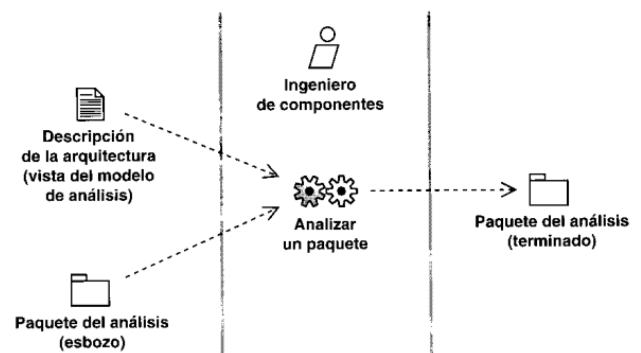 Descripción
de la arquitectura
(vista del modelo
de análisis)
Paquete del análisis
(esbozo)
Ingeniero
de componentes
Analizar
un paquete
Paquete del análisis
(terminado)